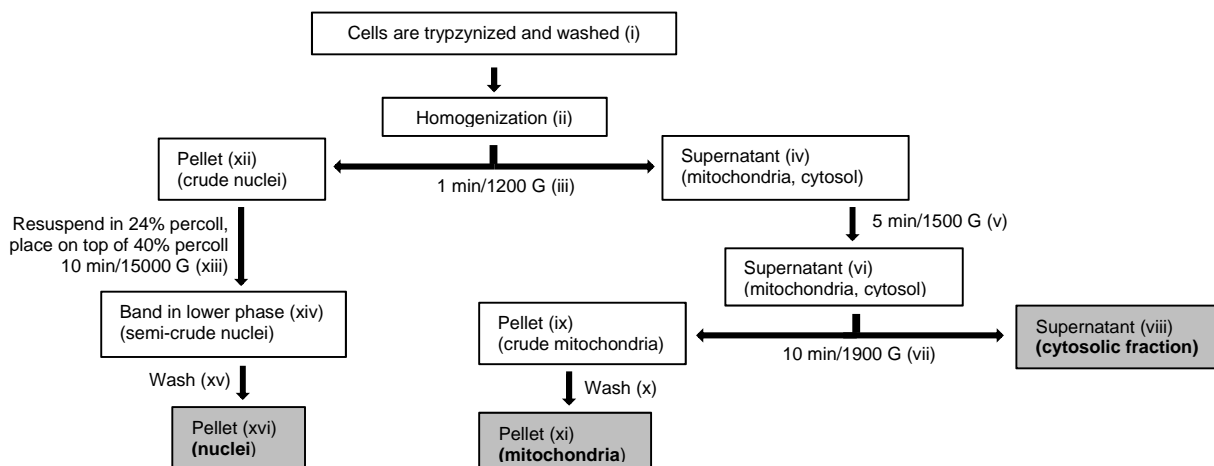 Cells are trypzynized and washed (i)
Homogenization (ii)
Pellet (xii)
(crude nuclei)
1 min/1200 G (iii)
Supernatant (iv)
(mitochondria, cytosol)
Resuspend in 24% percoll,
place on top of 40% percoll
10 min/15000 G (xiii)
5 min/1500 G (v)
Supernatant (vi)
(mitochondria, cytosol)
Band in lower phase (xiv)
(semi-crude nuclei)
Pellet (ix)
(crude mitochondria)
10 min/1900 G (vii)
Supernatant (viii)
(cytosolic fraction)
Wash (xv)
Wash (x)
Pellet (xvi)
(nuclei)
Pellet (xi)
(mitochondria)